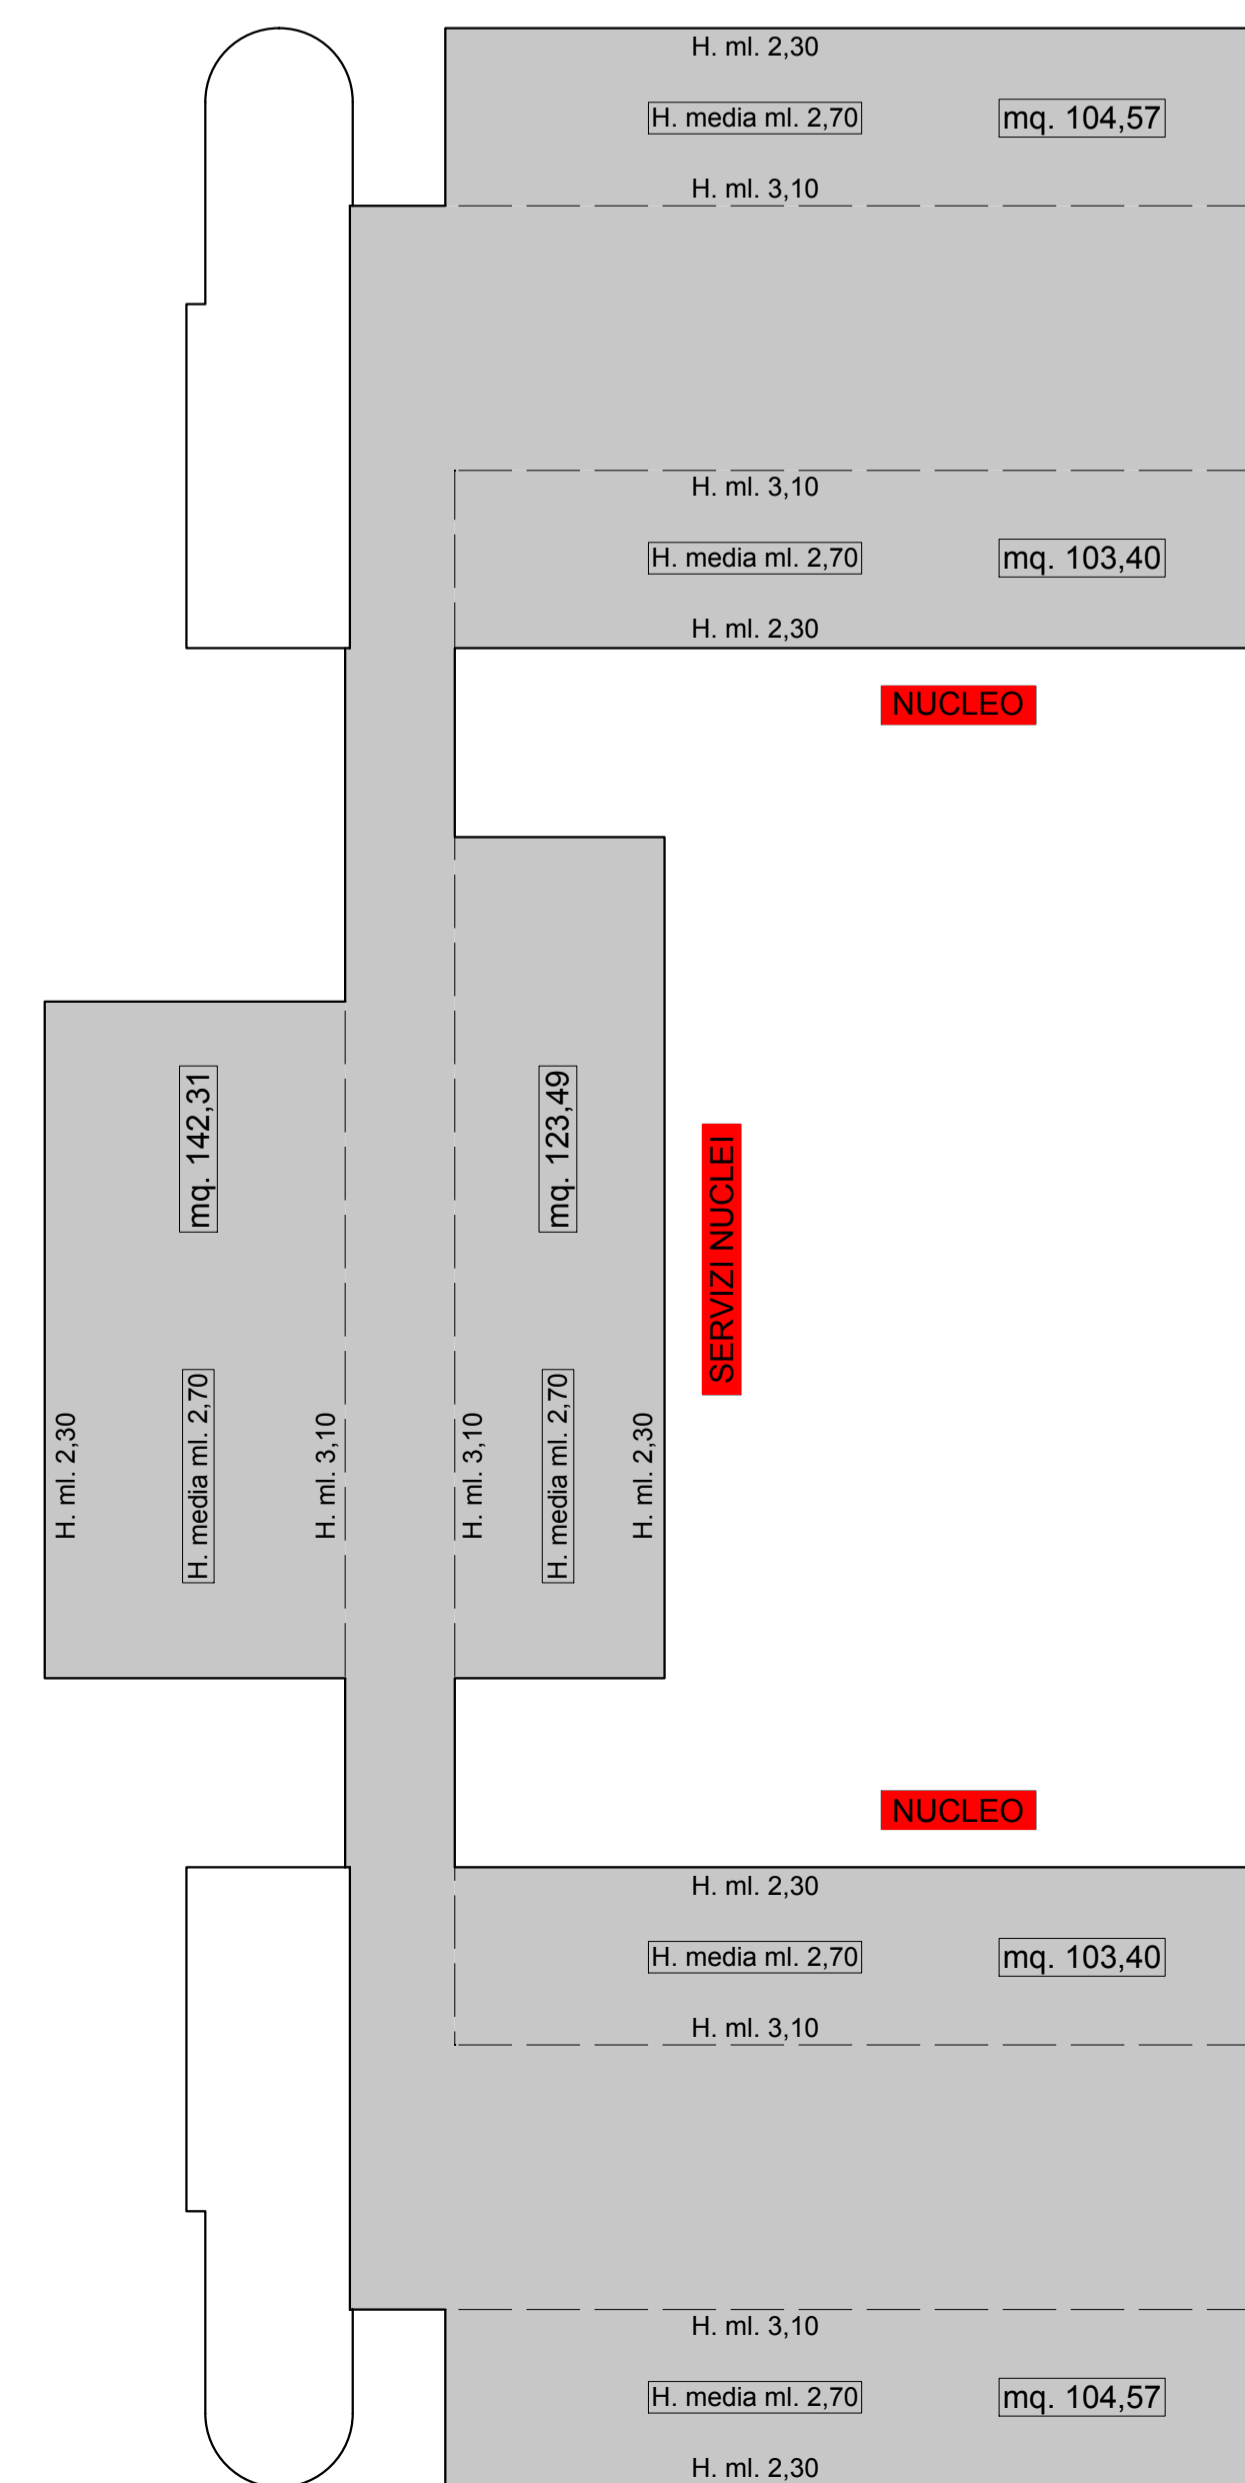 H. ml. 2,30
H. media ml. 2,70
mq. 104,57
H. ml. 3,10
H. ml. 3,10
H. media ml. 2,70
mq. 103,40
H. ml. 2,30
NUCLEO
mq. 142,31
mq. 123,49
SERVIZI NUCLEI
H. ml. 2,30
H. media ml. 2,70
H. ml. 3,10
H. ml. 3,10
H. media ml. 2,70
H. ml. 2,30
NUCLEO
H. ml. 2,30
H. media ml. 2,70
mq. 103,40
H. ml. 3,10
H. ml. 3,10
H. media ml. 2,70
mq. 104,57
H. ml. 2,30